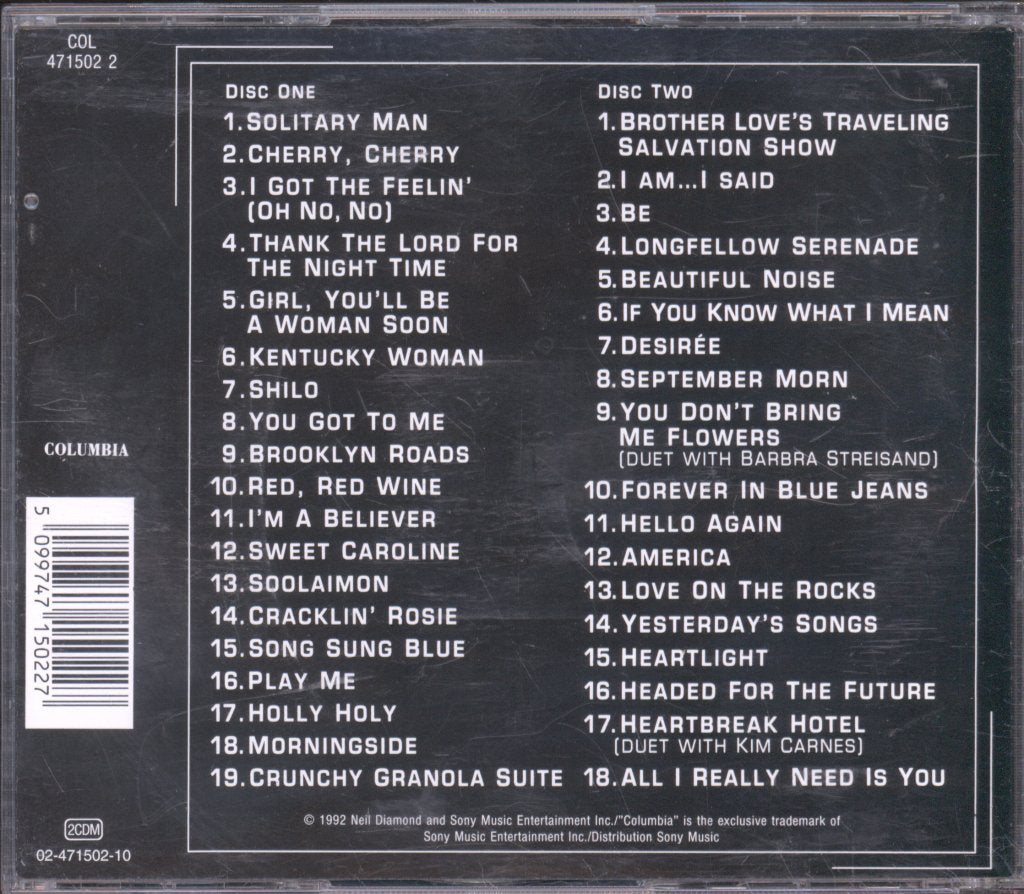 COL
471502 2
DISC ONE
1. SOLITARY MAN
2. CHERRY, CHERRY
3. I GOT THE FEELIN'
(OH NO, NO)
4. THANK THE LORD FOR
THE NIGHT TIME
5. GIRL, YOU'LL BE
A WOMAN SOON
6. KENTUCKY WOMAN
7. SHILO
8. YOU GOT TO ME
9. BROOKLYN ROADS
10. RED, RED WINE
11. I'M A BELIEVER
12. SWEET CAROLINE
13. SOOLAIMON
14. CRACKLIN' ROSIE
15. SONG SUNG BLUE
16. PLAY ME
17. HOLLY HOLY
18. MORNINGSIDE
19. CRUNCHY GRANOLA SUITE
DISC TWO
1. BROTHER LOVE'S TRAVELING
SALVATION SHOW
2. I AM...I SAID
3. BE
4. LONGFELLOW SERENADE
5. BEAUTIFUL NOISE
6. IF YOU KNOW WHAT I MEAN
7. DESIRÉE
8. SEPTEMBER MORN
9. YOU DON'T BRING
ME FLOWERS
(DUET WITH BARBRA STREISAND)
10. FOREVER IN BLUE JEANS
11. HELLO AGAIN
12. AMERICA
13. LOVE ON THE ROCKS
14. YESTERDAY'S SONGS
15. HEARTLIGHT
16. HEADED FOR THE FUTURE
17. HEARTBREAK HOTEL
(DUET WITH KIM CARNES)
18. ALL I REALLY NEED IS YOU
COLUMBIA
5 099747 150227
2CDM
02-471502-10
© 1992 Neil Diamond and Sony Music Entertainment Inc./"Columbia" is the exclusive trademark of
Sony Music Entertainment Inc./Distribution Sony Music